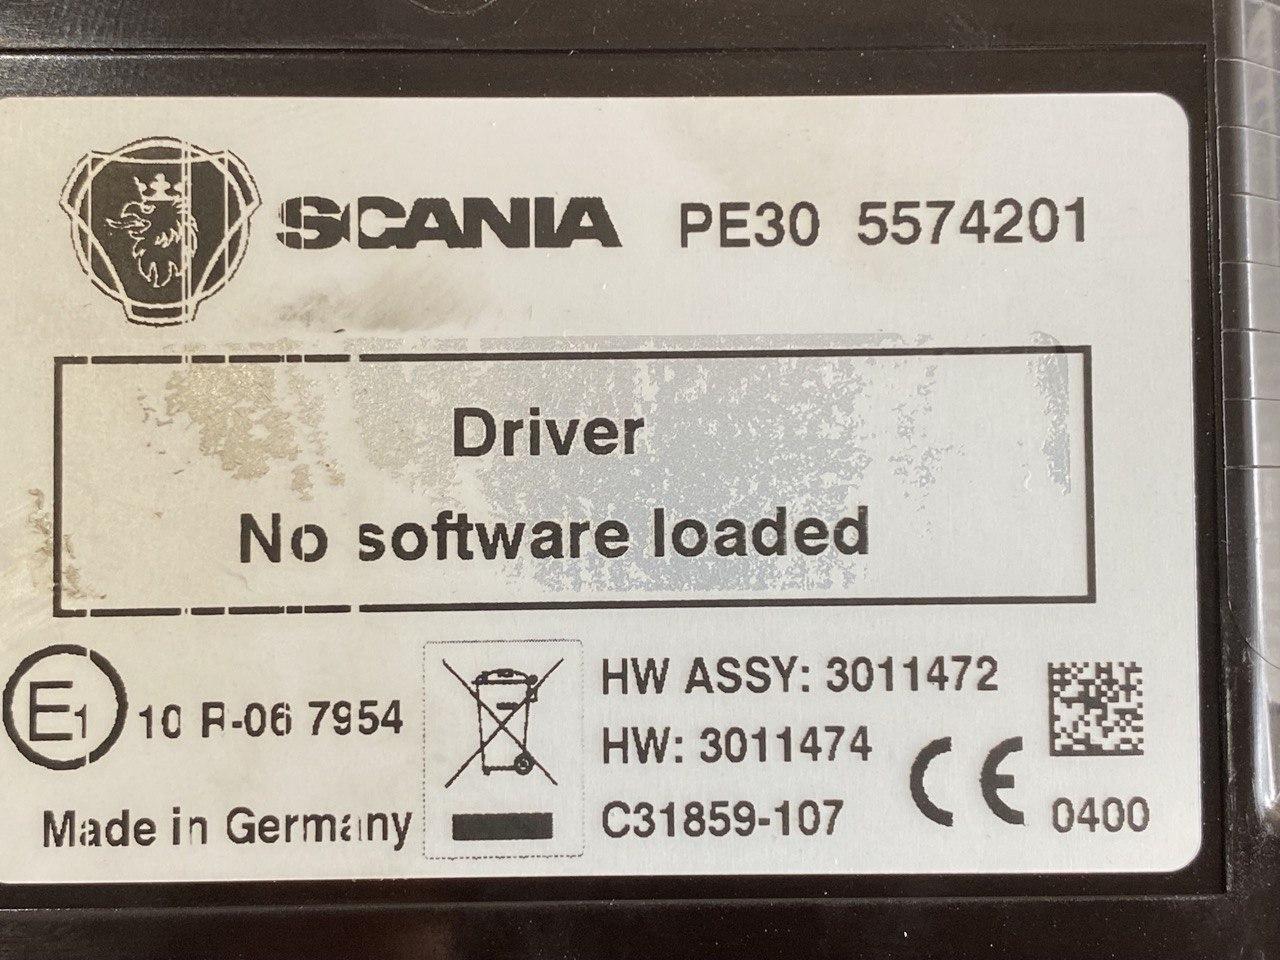 SCANIA PE30 5574201
Driver
No software loaded
E1 10 R-06 7954
HW ASSY: 3011472
HW: 3011474
C31859-107
CE 0400
Made in Germany